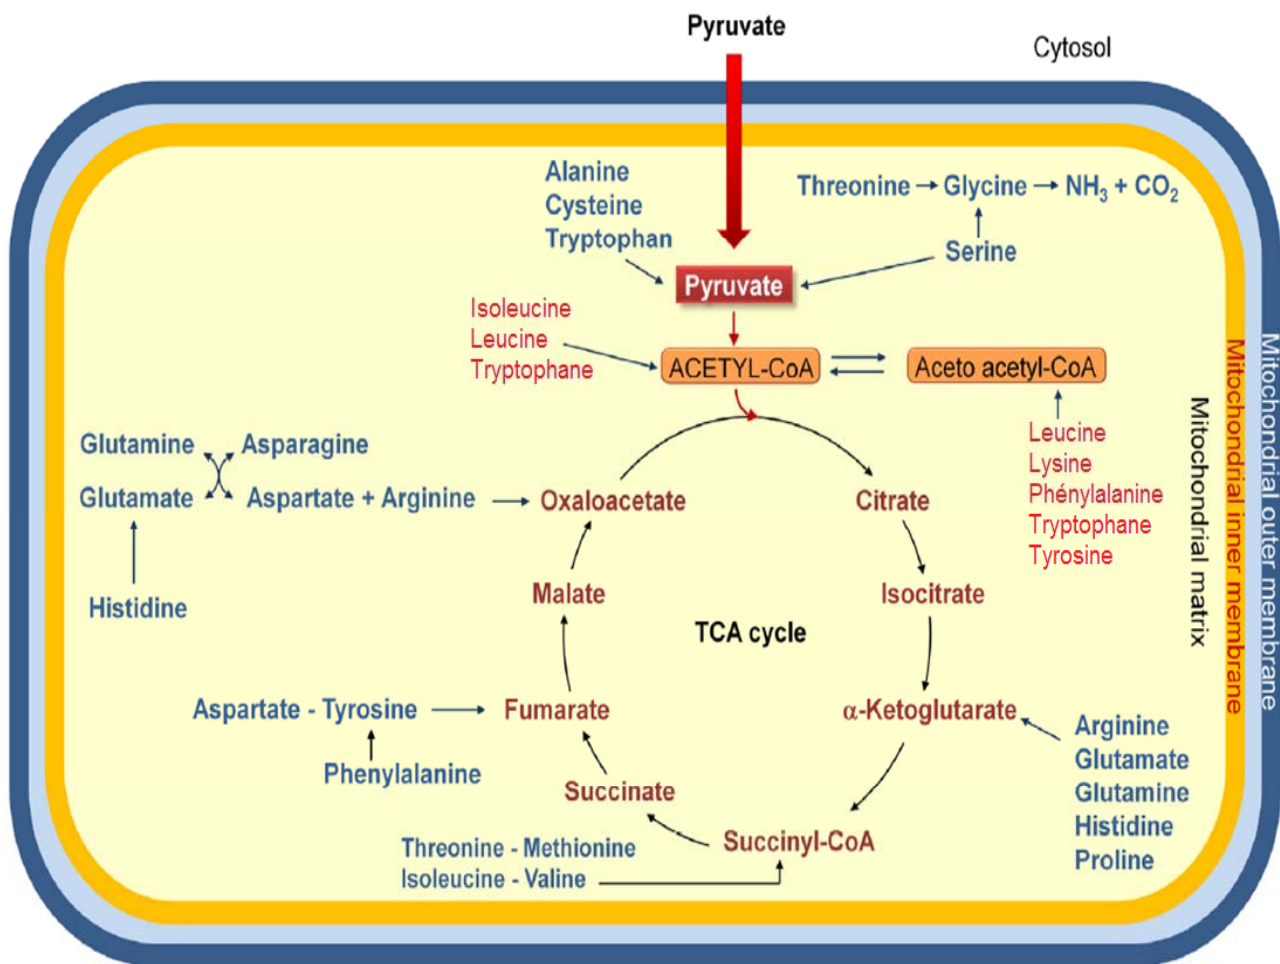 Pyruvate
Cytosol
Alanine
Cysteine
Tryptophan
Threonine
Glycine
NH₃ + CO₂
Serine
Pyruvate
Isoleucine
Leucine
Tryptophane
ACETYL-CoA
Aceto acetyl-CoA
Leucine
Lysine
Phénylalanine
Tryptophane
Tyrosine
Glutamine
Asparagine
Glutamate
Aspartate + Arginine
Oxaloacetate
Citrate
Histidine
Malate
Isocitrate
TCA cycle
Aspartate - Tyrosine
Fumarate
α-Ketoglutarate
Phenylalanine
Succinate
Arginine
Glutamate
Glutamine
Histidine
Proline
Threonine - Methionine
Isoleucine - Valine
Succinyl-CoA
Mitochondrial matrix
Mitochondrial inner membrane
Mitochondrial outer membrane